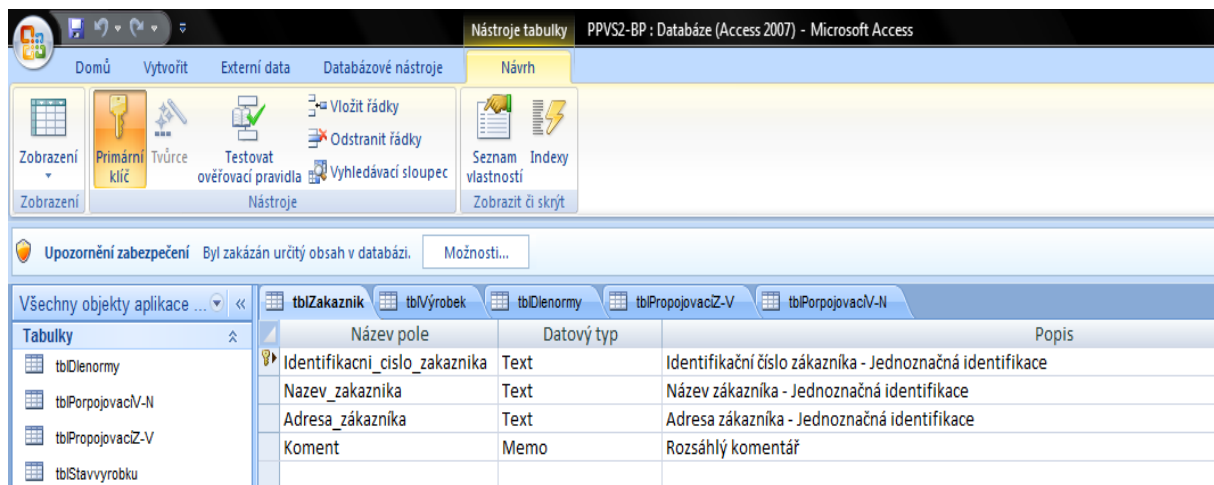 Nástroje tabulky PPVS2-BP : Databáze (Access 2007) - Microsoft Access
Domů Vytvořit Externí data Databázové nástroje Návrh
Zobrazení
Primární klíč
Tvůrce
Testovat ověřovací pravidla
Vložit řádky
Odstranit řádky
Vyhledávací sloupec
Seznam vlastností
Indexy
Zobrazení Nástroje Zobrazit či skrýt
Upozornění zabezpečení Byl zakázán určitý obsah v databázi. Možnosti...
Všechny objekty aplikace ... « tblZakaznik tblVýrobek tblDlenormy tblPropojovacíZ-V tblPorpojovacíV-N
Tabulky Název pole Datový typ Popis
tblDlenormy
tblPorpojovacíV-N
tblPropojovacíZ-V
tblStavvyrobku
Identifikacni_cislo_zakaznika Text Identifikační číslo zákazníka - Jednoznačná identifikace
Nazev_zakaznika Text Název zákazníka - Jednoznačná identifikace
Adresa_zákazníka Text Adresa zákazníka - Jednoznačná identifikace
Koment Memo Rozsáhlý komentář